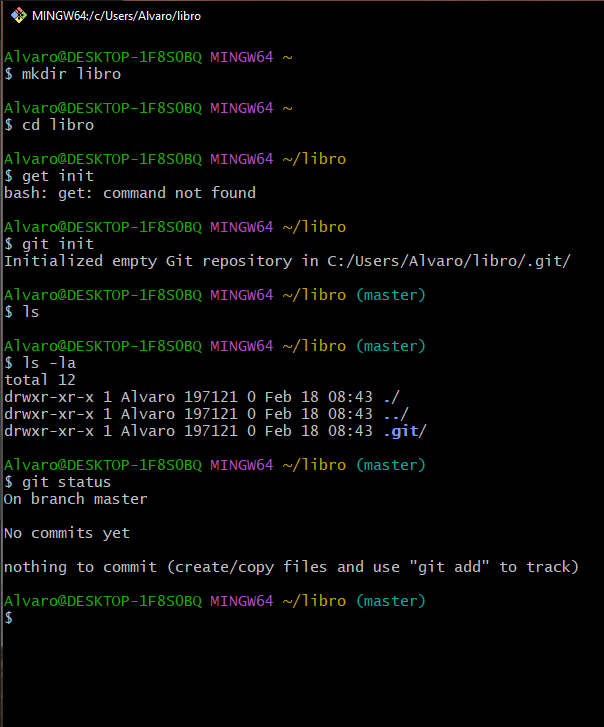 MINGW64:/c/Users/Alvaro/libro
Alvaro@DESKTOP-1F8S0BQ MINGW64 ~
$ mkdir libro
Alvaro@DESKTOP-1F8S0BQ MINGW64 ~
$ cd libro
Alvaro@DESKTOP-1F8S0BQ MINGW64 ~/libro
$ get init
bash: get: command not found
Alvaro@DESKTOP-1F8S0BQ MINGW64 ~/libro
$ git init
Initialized empty Git repository in C:/Users/Alvaro/libro/.git/
Alvaro@DESKTOP-1F8S0BQ MINGW64 ~/libro (master)
$ ls
Alvaro@DESKTOP-1F8S0BQ MINGW64 ~/libro (master)
$ ls -la
total 12
drwxr-xr-x 1 Alvaro 197121 0 Feb 18 08:43 ./
drwxr-xr-x 1 Alvaro 197121 0 Feb 18 08:43 ../
drwxr-xr-x 1 Alvaro 197121 0 Feb 18 08:43 .git/
Alvaro@DESKTOP-1F8S0BQ MINGW64 ~/libro (master)
$ git status
On branch master
No commits yet
nothing to commit (create/copy files and use "git add" to track)
Alvaro@DESKTOP-1F8S0BQ MINGW64 ~/libro (master)
$